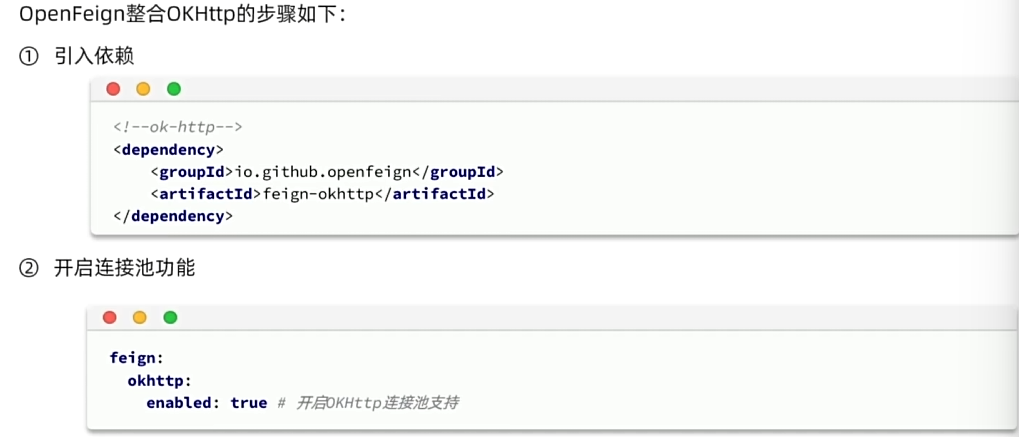 OpenFeign整合OKHttp的步骤如下：
① 引入依赖
<!--ok-http-->
<dependency>
    <groupId>io.github.openfeign</groupId>
    <artifactId>feign-okhttp</artifactId>
</dependency>
② 开启连接池功能
feign:
  okhttp:
    enabled: true # 开启OKHttp连接池支持